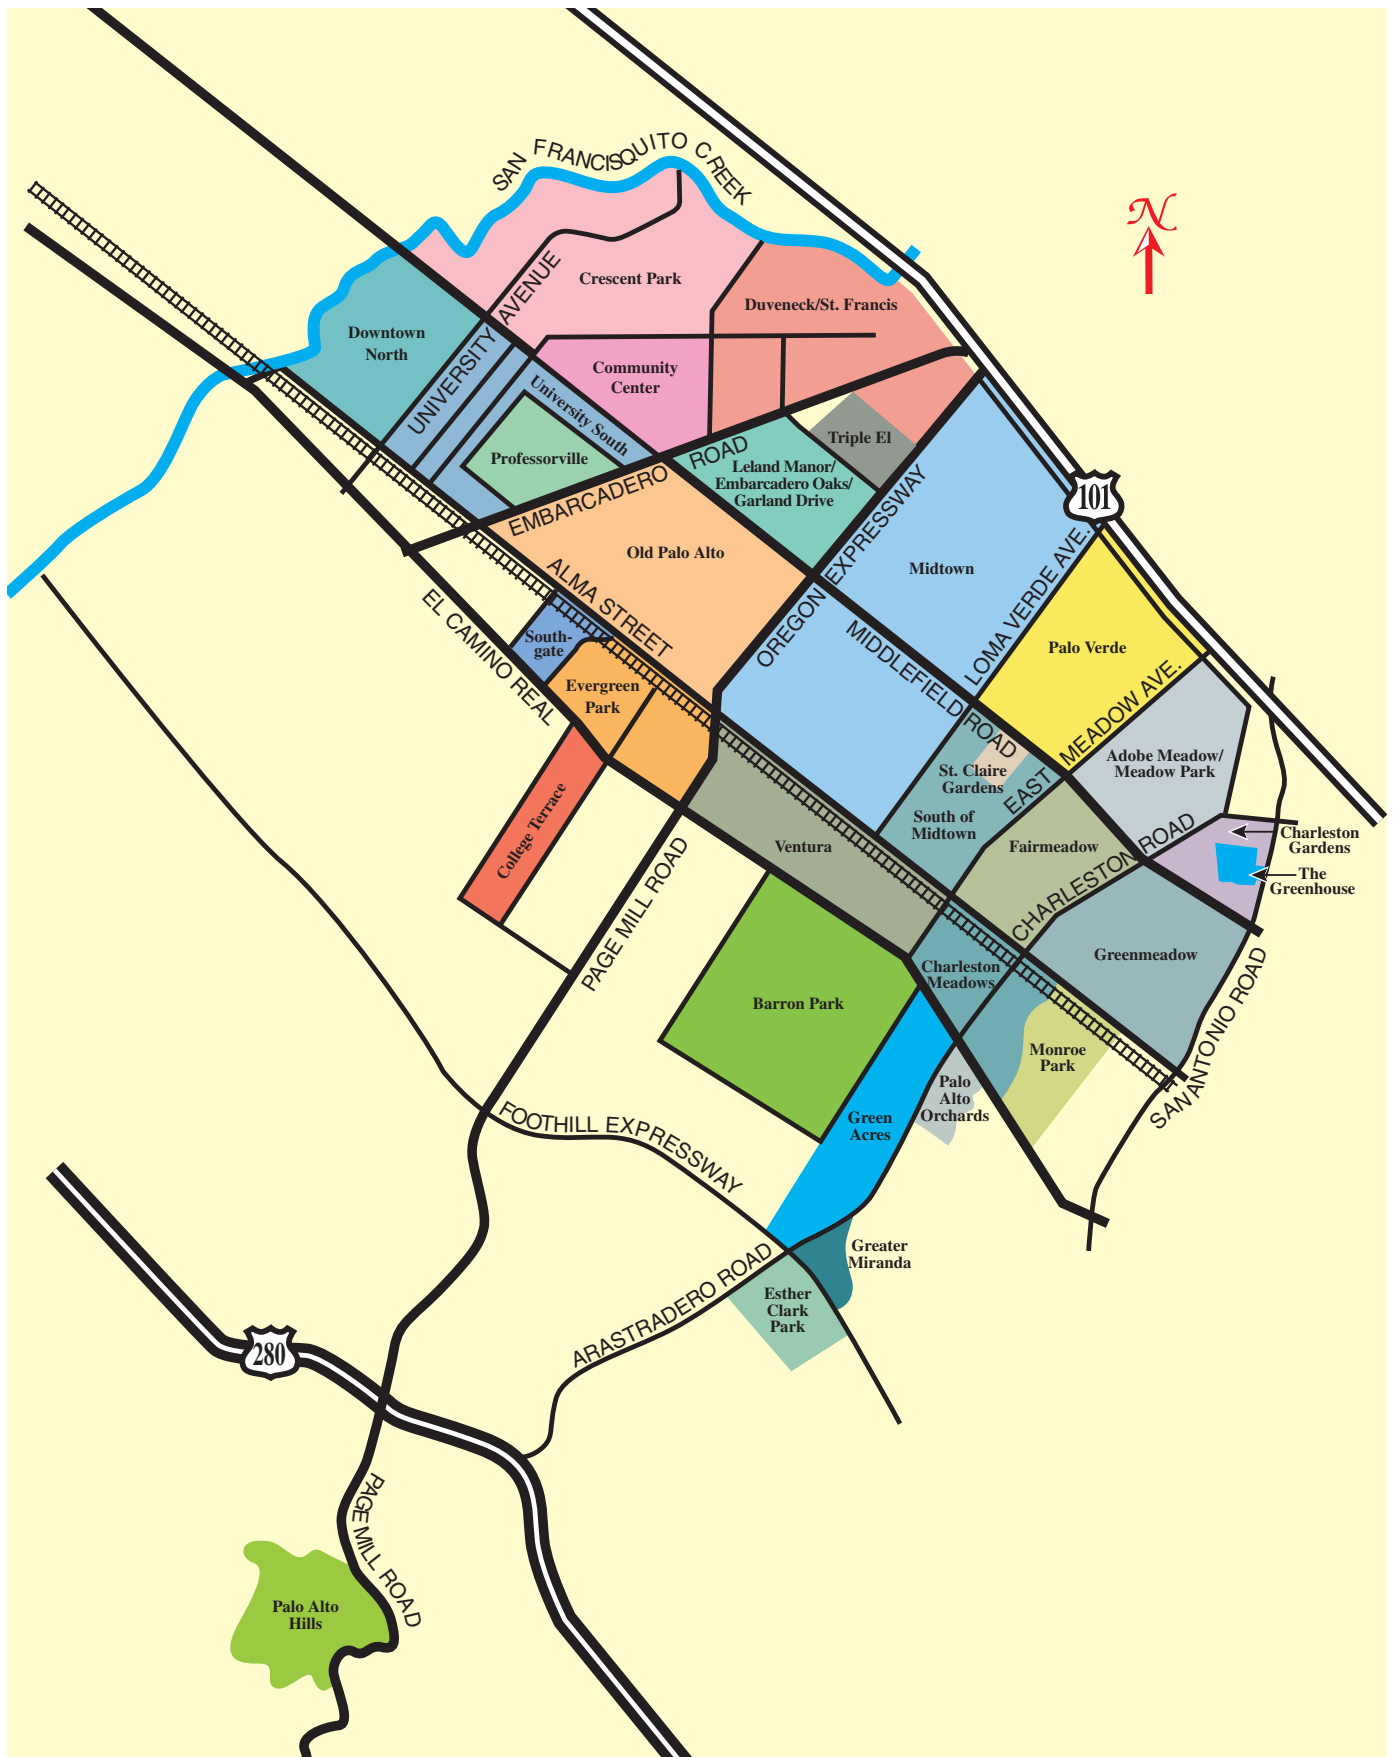 SAN FRANCISQUITO CREEK
N
Crescent Park
Duveneck/St. Francis
Downtown
North
UNIVERSITY AVENUE
Community
Center
University South
Triple El
Professorville
EMBARCADERO ROAD
Leland Manor/
Embarcadero Oaks/
Garland Drive
101
Old Palo Alto
ALMA STREET
OREGON EXPRESSWAY
Midtown
LOMA VERDE AVE.
EL CAMINO REAL
South-
gate
MIDDLEFIELD ROAD
Palo Verde
Evergreen
Park
EAST MEADOW AVE.
Adobe Meadow/
Meadow Park
St. Claire
Gardens
College Terrace
South of
Midtown
Ventura
Fairmeadow
CHARLESTON ROAD
Charleston
Gardens
The
Greenhouse
PAGE MILL ROAD
Greenmeadow
Charleston
Meadows
Barron Park
SAN ANTONIO ROAD
Monroe
Park
Palo
Alto
Orchards
Green
Acres
FOOTHILL EXPRESSWAY
Greater
Miranda
ARASTRADERO ROAD
Esther
Clark
Park
280
PAGE MILL ROAD
Palo Alto
Hills